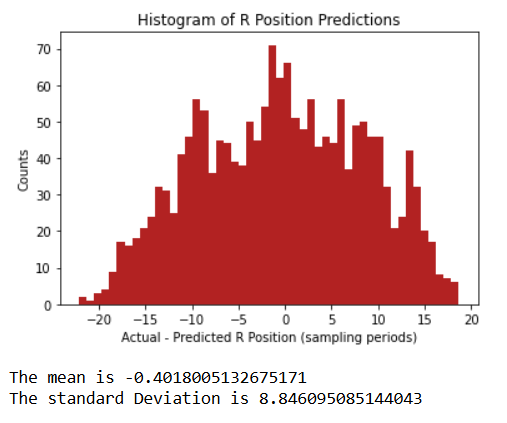 Histogram of R Position Predictions
70
60
50
40
30
20
10
0
Counts
−20 −15 −10 −5 0 5 10 15 20
Actual - Predicted R Position (sampling periods)
The mean is -0.4018005132675171
The standard Deviation is 8.846095085144043